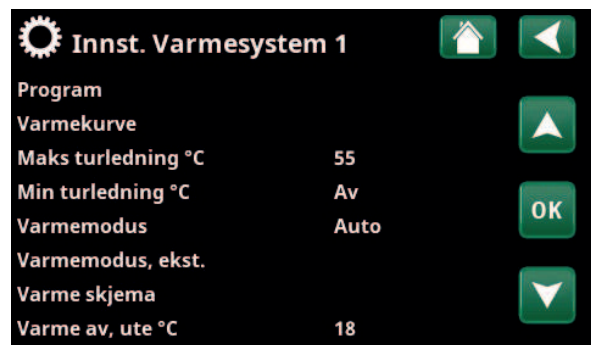 Innst. Varmesystem 1
Program
Varmekurve
Maks turledning °C 55
Min turledning °C Av
Varmemodus Auto
OK
Varmemodus, ekst.
Varme skjema
Varme av, ute °C 18